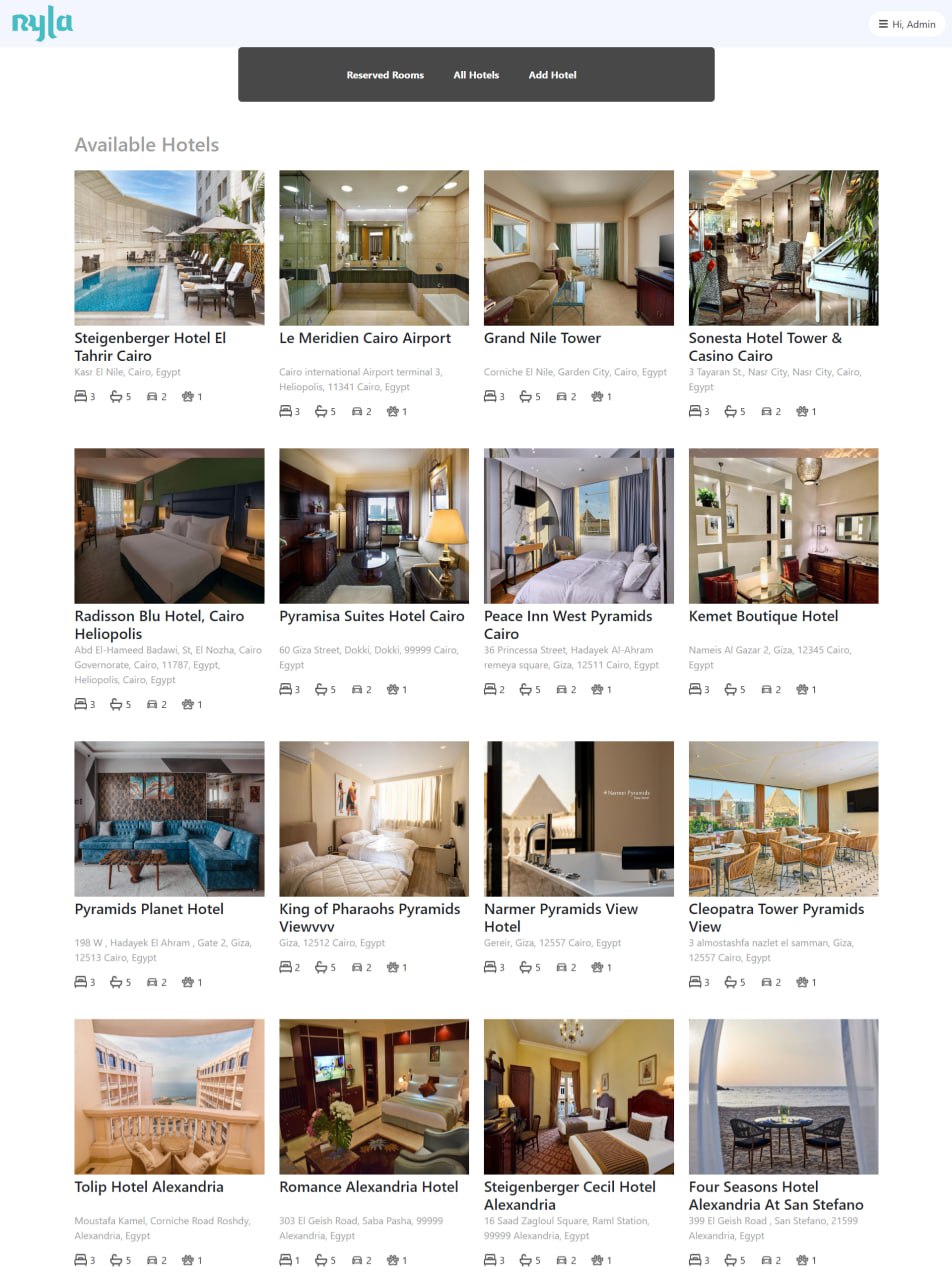 Ryla
Hi, Admin
Reserved Rooms All Hotels Add Hotel
Available Hotels
Steigenberger Hotel El
Tahrir Cairo
Kasr El Nile, Cairo, Egypt
3 5 2 1
Le Meridien Cairo Airport
Cairo international Airport terminal 3,
Heliopolis, 11341 Cairo, Egypt
3 5 2 1
Grand Nile Tower
Corniche El Nile, Garden City, Cairo, Egypt
3 5 2 1
Sonesta Hotel Tower &
Casino Cairo
3 Tayaran St., Nasr City, Nasr City, Cairo,
Egypt
3 5 2 1
Radisson Blu Hotel, Cairo
Heliopolis
Abd El-Hameed Badawi, St, El Nozha, Cairo
Governorate, Cairo, 11787, Egypt,
Heliopolis, Cairo, Egypt
3 5 2 1
Pyramisa Suites Hotel Cairo
60 Giza Street, Dokki, Dokki, 99999 Cairo,
Egypt
3 5 2 1
Peace Inn West Pyramids
Cairo
36 Princessa Street, Hadayek Al-Ahram
remeya square, Giza, 12511 Cairo, Egypt
2 5 2 1
Kemet Boutique Hotel
Nameis Al Gazar 2, Giza, 12345 Cairo,
Egypt
3 5 2 1
Pyramids Planet Hotel
198 W , Hadayek El Ahram , Gate 2, Giza,
12513 Cairo, Egypt
3 5 2 1
King of Pharaohs Pyramids
Viewvvv
Giza, 12512 Cairo, Egypt
2 5 2 1
Narmer Pyramids
Narmer Pyramids View
Hotel
Gereir, Giza, 12557 Cairo, Egypt
3 5 2 1
Cleopatra Tower Pyramids
View
3 almostashfa nazlet el samman, Giza,
12557 Cairo, Egypt
3 5 2 1
Tolip Hotel Alexandria
Moustafa Kamel, Corniche Road Roshdy,
Alexandria, Egypt
3 5 2 1
Romance Alexandria Hotel
303 El Geish Road, Saba Pasha, 99999
Alexandria, Egypt
1 5 2 1
Steigenberger Cecil Hotel
Alexandria
16 Saad Zagloul Square, Raml Station,
99999 Alexandria, Egypt
3 5 2 1
Four Seasons Hotel
Alexandria At San Stefano
399 El Geish Road , San Stefano, 21599
Alexandria, Egypt
3 5 2 1